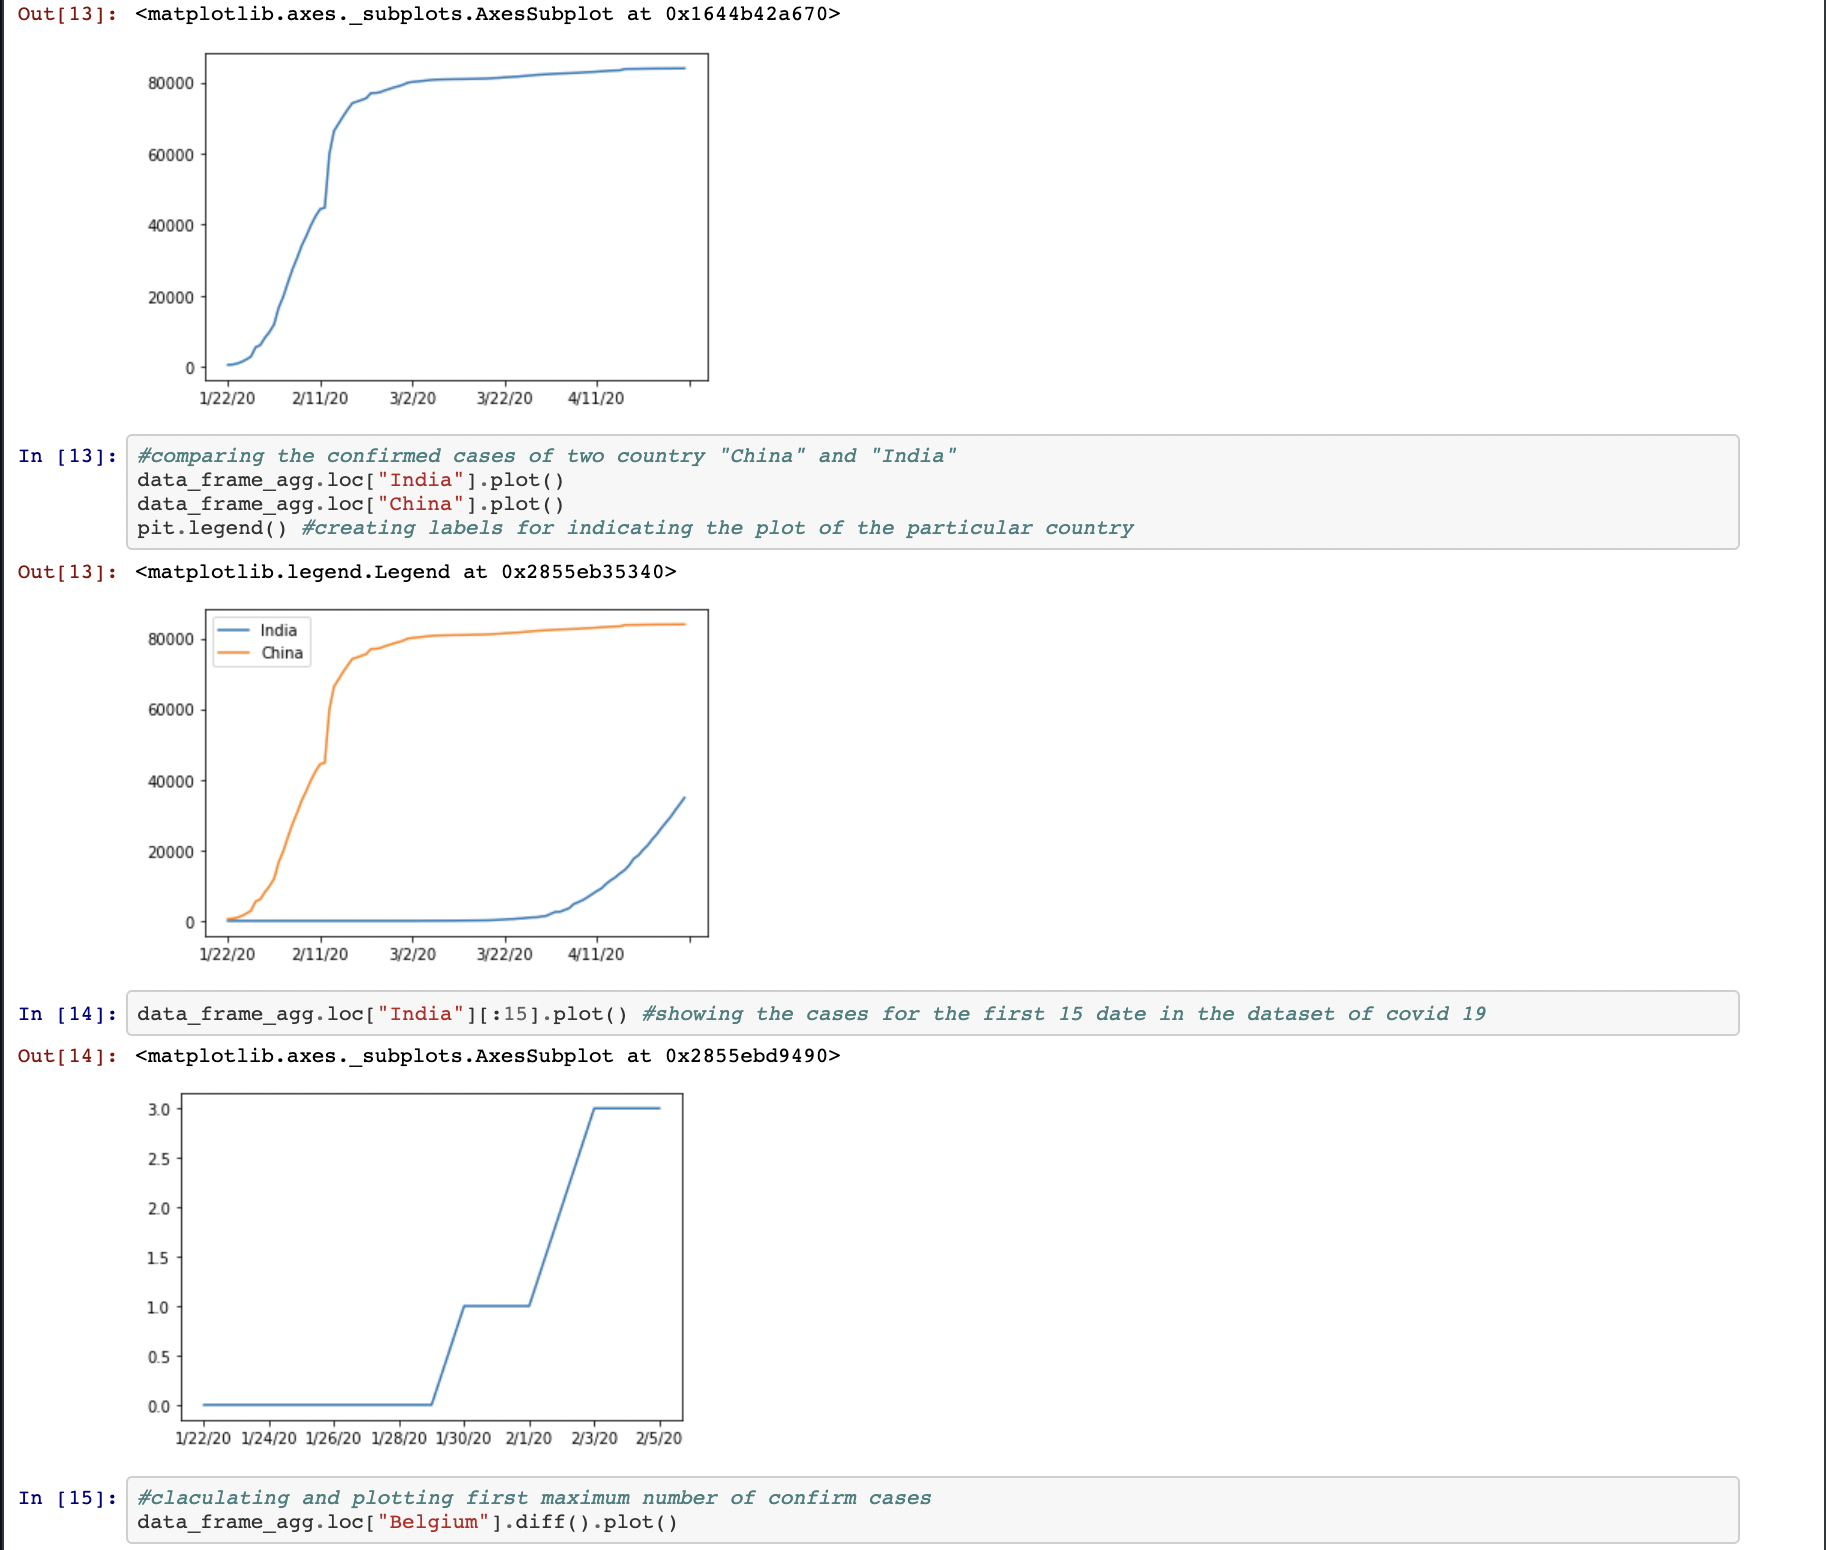 Out[13]: <matplotlib.axes._subplots.AxesSubplot at 0x1644b42a670>
80000
60000
40000
20000
0
1/22/20 2/11/20 3/2/20 3/22/20 4/11/20
In [13]: #comparing the confirmed cases of two country "China" and "India"
data_frame_agg.loc["India"].plot()
data_frame_agg.loc["China"].plot()
pit.legend() #creating labels for indicating the plot of the particular country
Out[13]: <matplotlib.legend.Legend at 0x2855eb35340>
India
China
80000
60000
40000
20000
0
1/22/20 2/11/20 3/2/20 3/22/20 4/11/20
In [14]: data_frame_agg.loc["India"][:15].plot() #showing the cases for the first 15 date in the dataset of covid 19
Out[14]: <matplotlib.axes._subplots.AxesSubplot at 0x2855ebd9490>
3.0
2.5
2.0
1.5
1.0
0.5
0.0
1/22/20 1/24/20 1/26/20 1/28/20 1/30/20 2/1/20 2/3/20 2/5/20
In [15]: #claculating and plotting first maximum number of confirm cases
data_frame_agg.loc["Belgium"].diff().plot()